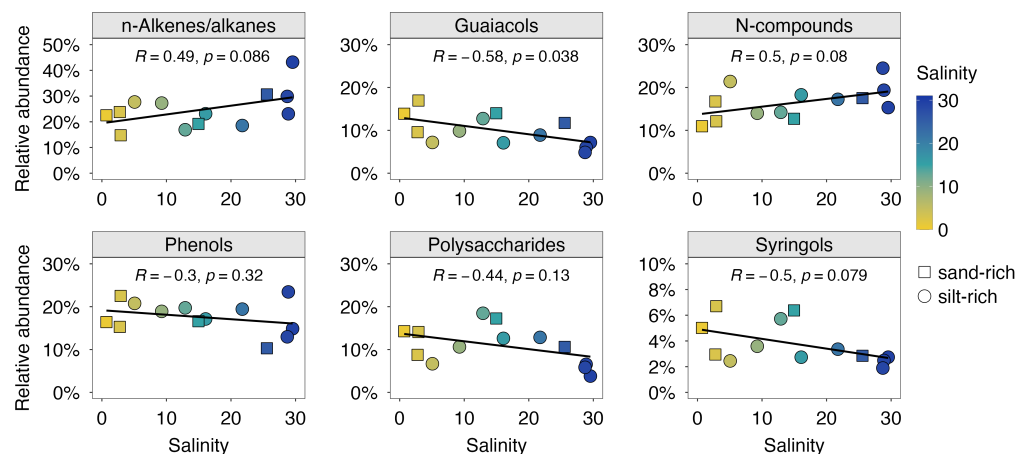 n-Alkenes/alkanes
Guaiacols
N-compounds
Relative abundance
50%
40%
30%
20%
10%
0%
R = 0.49, p = 0.086
0 10 20 30
30%
20%
10%
0%
R = −0.58, p = 0.038
0 10 20 30
30%
20%
10%
0%
R = 0.5, p = 0.08
0 10 20 30
Phenols
Polysaccharides
Syringols
Relative abundance
30%
20%
10%
0%
R = −0.3, p = 0.32
0 10 20 30
Salinity
30%
20%
10%
0%
R = −0.44, p = 0.13
0 10 20 30
Salinity
10%
8%
6%
4%
2%
0%
R = −0.5, p = 0.079
0 10 20 30
Salinity
Salinity
30
20
10
0
sand-rich
silt-rich